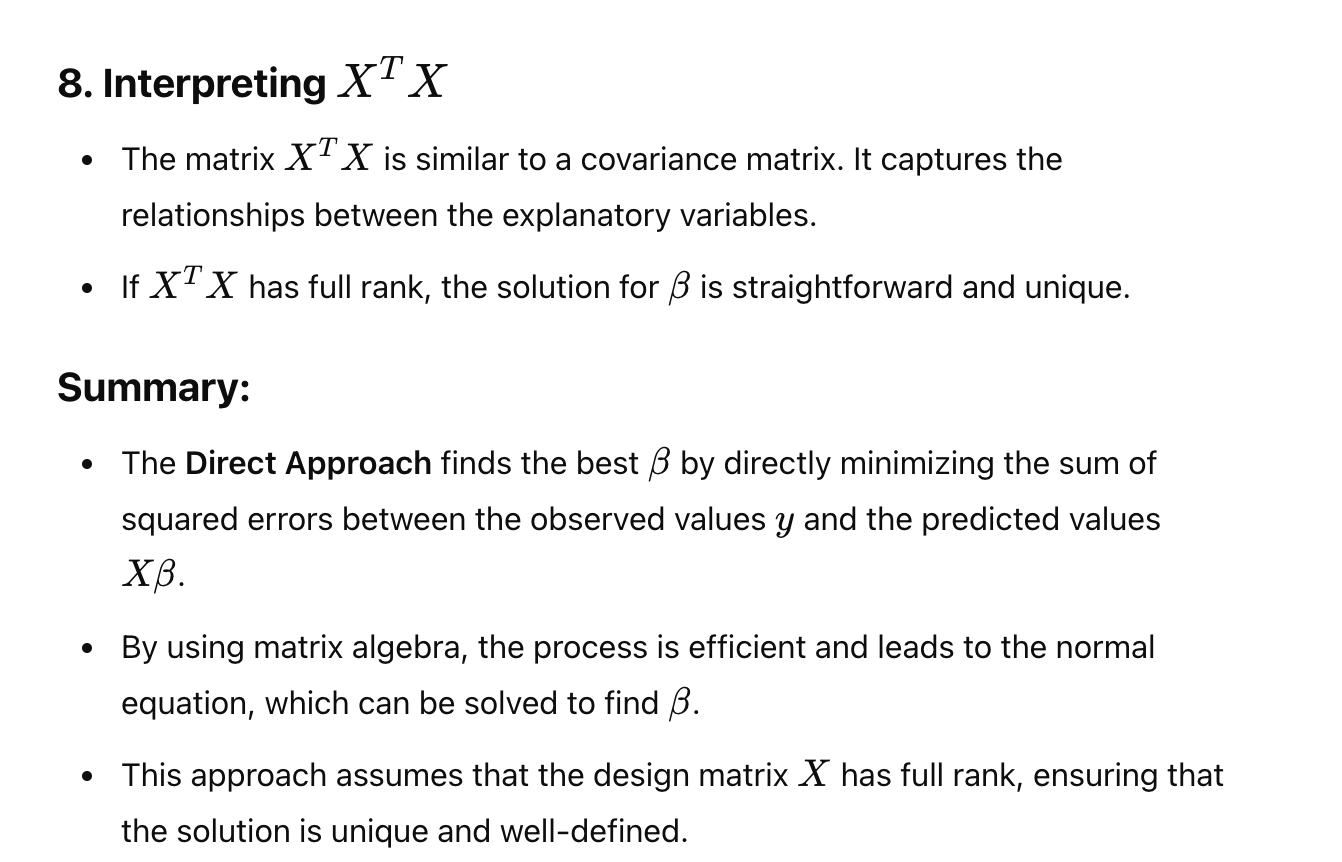 8. Interpreting $X^T X$
• The matrix $X^T X$ is similar to a covariance matrix. It captures the
relationships between the explanatory variables.
• If $X^T X$ has full rank, the solution for $\beta$ is straightforward and unique.
Summary:
• The Direct Approach finds the best $\beta$ by directly minimizing the sum of
squared errors between the observed values $y$ and the predicted values
$X\beta$.
• By using matrix algebra, the process is efficient and leads to the normal
equation, which can be solved to find $\beta$.
• This approach assumes that the design matrix $X$ has full rank, ensuring that
the solution is unique and well-defined.